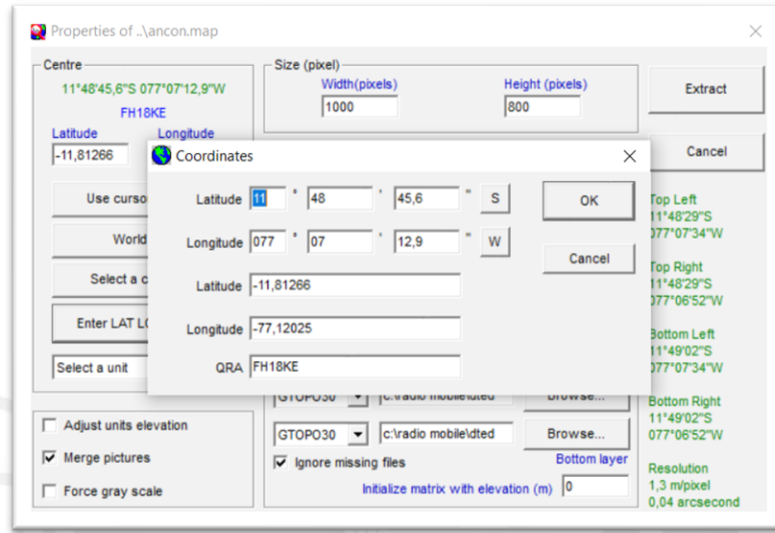 Properties of ..\ancon.map
Centre
11°48'45,6"S 077°07'12,9"W
FH18KE
Latitude Longitude
-11,81266
Use curso
World
Select a c
Enter LAT LO
Select a unit
Size (pixel)
Width(pixels) Height (pixels)
1000 800
Extract
Cancel
Coordinates
Latitude 11 ° 48 ' 45,6 " S
Longitude 077 ° 07 ' 12,9 " W
Latitude -11,81266
Longitude -77,12025
QRA FH18KE
OK
Cancel
Top Left
11°48'29"S
077°07'34"W
Top Right
11°48'29"S
077°06'52"W
Bottom Left
11°49'02"S
077°07'34"W
Bottom Right
11°49'02"S
077°06'52"W
Resolution
1,3 m/pixel
0,04 arcsecond
Adjust units elevation
Merge pictures
Force gray scale
GTOPO30 c:\radio mobile\dted Browse...
GTOPO30 c:\radio mobile\dted Browse...
Ignore missing files Bottom layer
Initialize matrix with elevation (m) 0